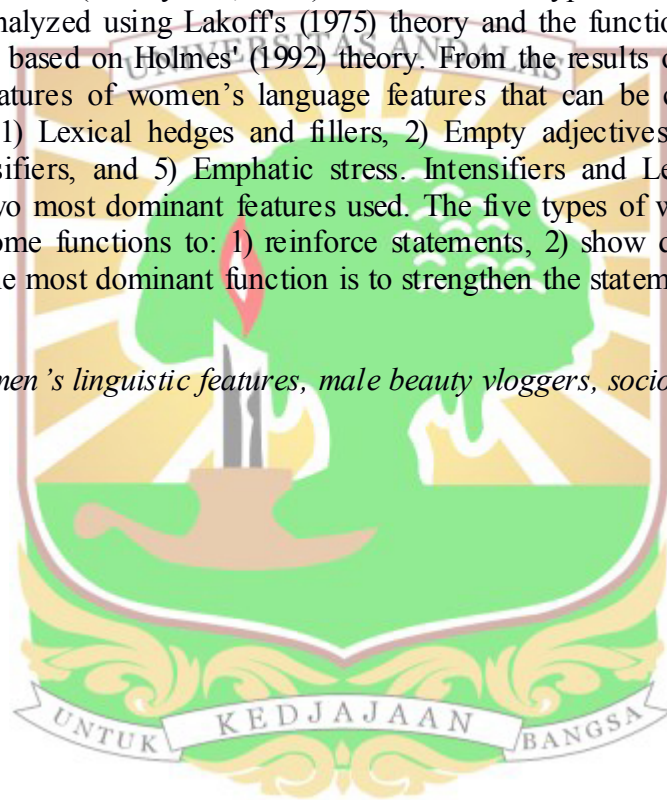 nalyzed using Lakoff's (1975) theory and the functio
based on Holmes' (1992) theory. From the results o
UNIVERSITAS ANDALAS
atures of women’s language features that can be c
1) Lexical hedges and fillers, 2) Empty adjectives
sifiers, and 5) Emphatic stress. Intensifiers and Le
wo most dominant features used. The five types of w
ome functions to: 1) reinforce statements, 2) show c
e most dominant function is to strengthen the statem
men’s linguistic features, male beauty vloggers, socio
UNTUK KEDJAJAAN BANGSA